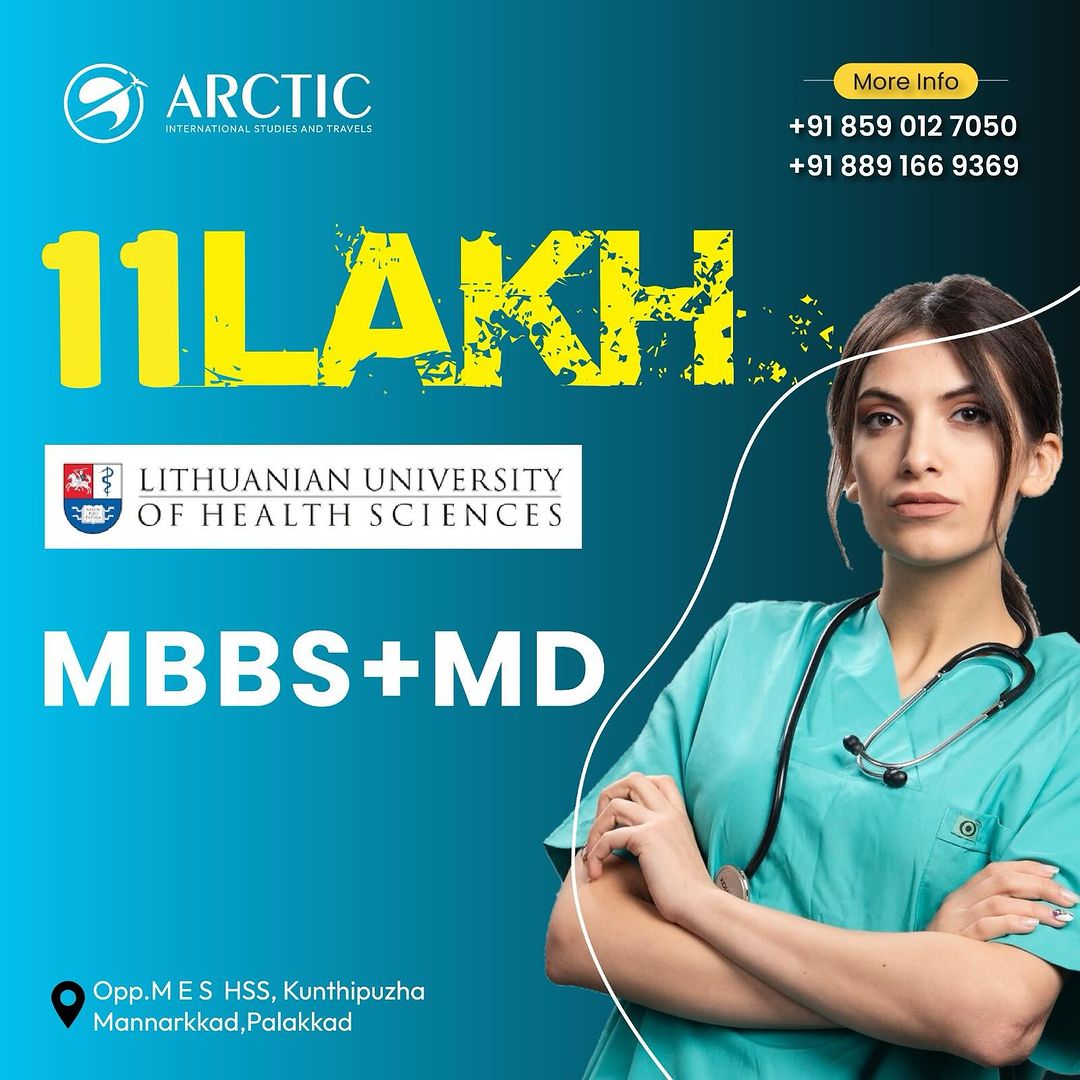 ARCTIC
INTERNATIONAL STUDIES AND TRAVELS
More Info
+91 859 012 7050
+91 889 166 9369
11LAKH
LITHUANIAN UNIVERSITY
OF HEALTH SCIENCES
MBBS+MD
Opp.M E S HSS, Kunthipuzha
Mannarkkad,Palakkad